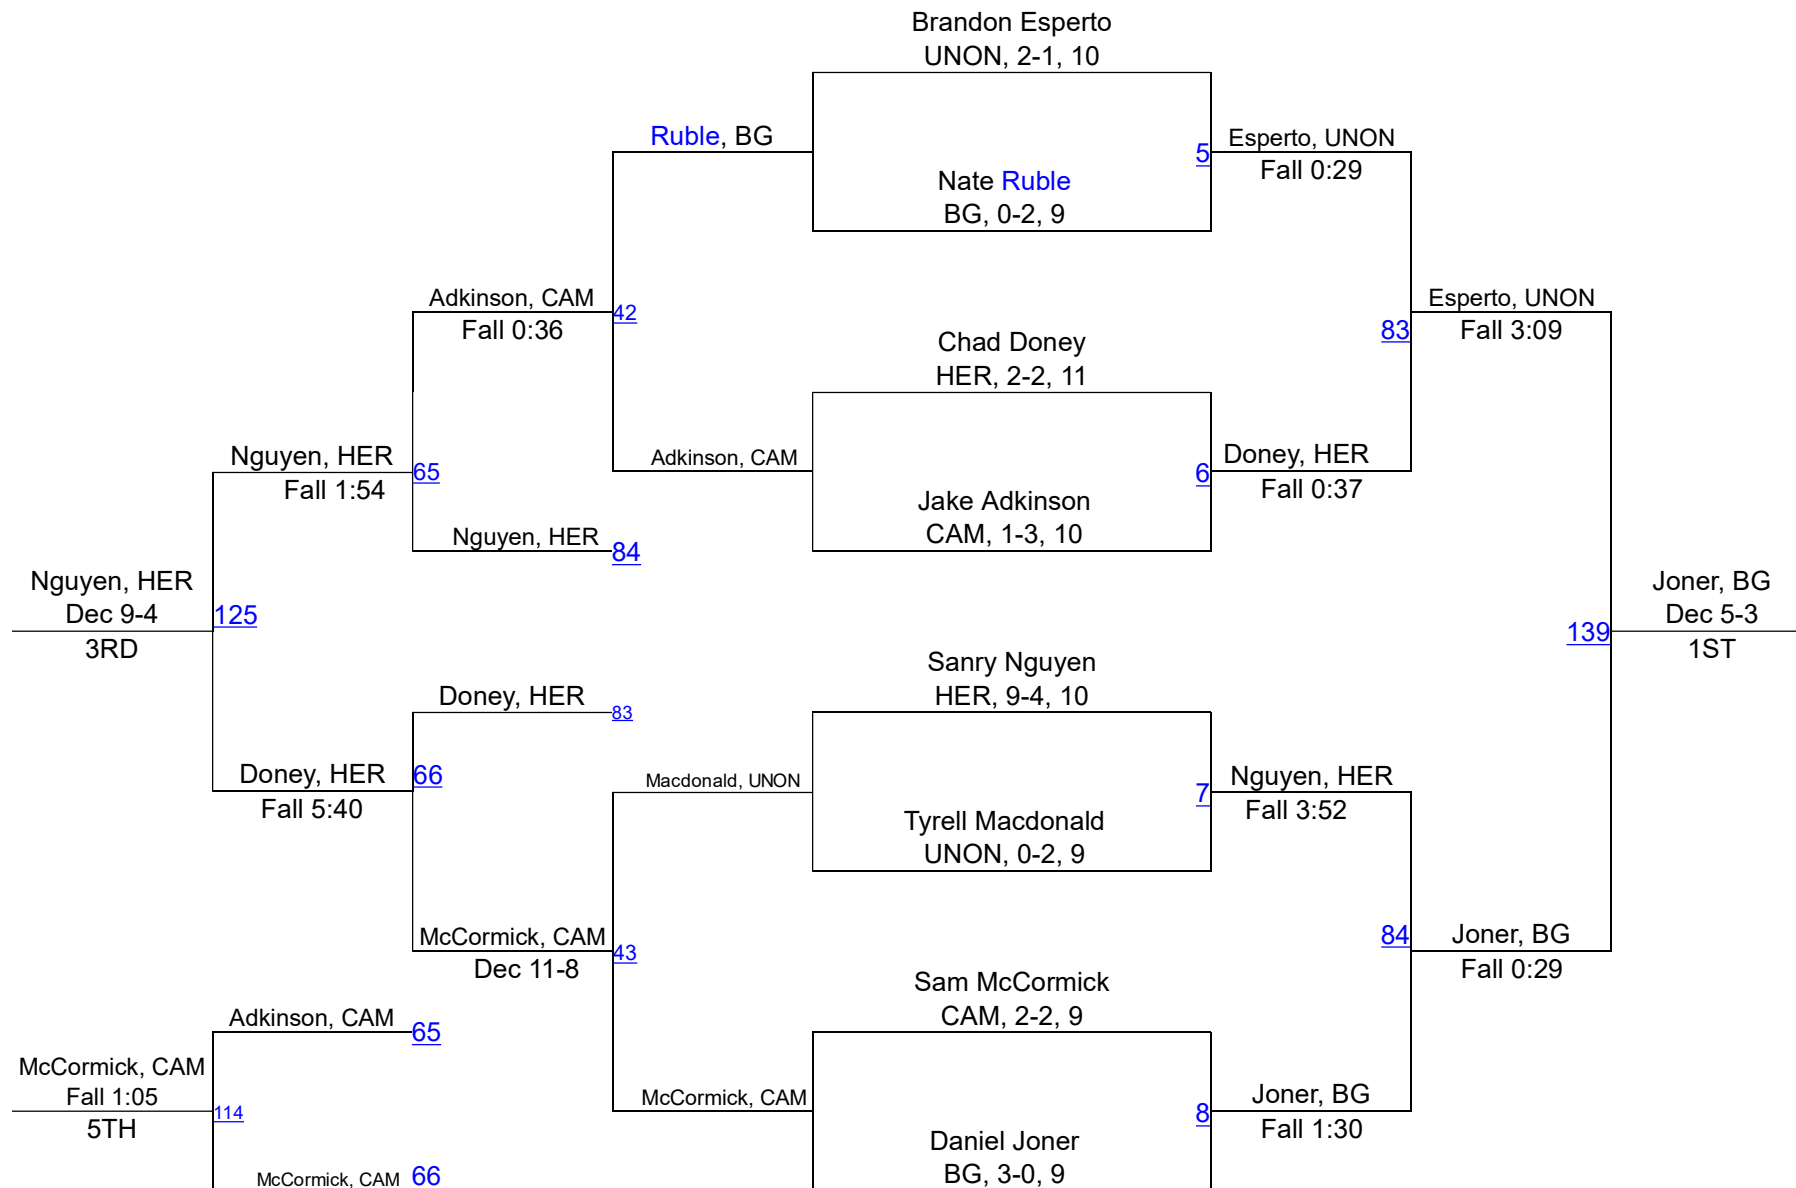 Brandon Esperto
UNON, 2-1, 10
Ruble, BG
5
Esperto, UNON
Fall 0:29
Nate Ruble
BG, 0-2, 9
Adkinson, CAM
Fall 0:36
42
Esperto, UNON
Fall 3:09
83
Chad Doney
HER, 2-2, 11
Nguyen, HER
Fall 1:54
65
Adkinson, CAM
6
Doney, HER
Fall 0:37
Jake Adkinson
CAM, 1-3, 10
Nguyen, HER
84
Nguyen, HER
Dec 9-4
3RD
125
139
Joner, BG
Dec 5-3
1ST
Sanry Nguyen
HER, 9-4, 10
Doney, HER
83
Doney, HER
Fall 5:40
66
Macdonald, UNON
7
Nguyen, HER
Fall 3:52
Tyrell Macdonald
UNON, 0-2, 9
McCormick, CAM
Dec 11-8
43
84
Joner, BG
Fall 0:29
Sam McCormick
CAM, 2-2, 9
Adkinson, CAM
65
McCormick, CAM
Fall 1:05
5TH
114
McCormick, CAM
8
Joner, BG
Fall 1:30
Daniel Joner
BG, 3-0, 9
McCormick, CAM
66